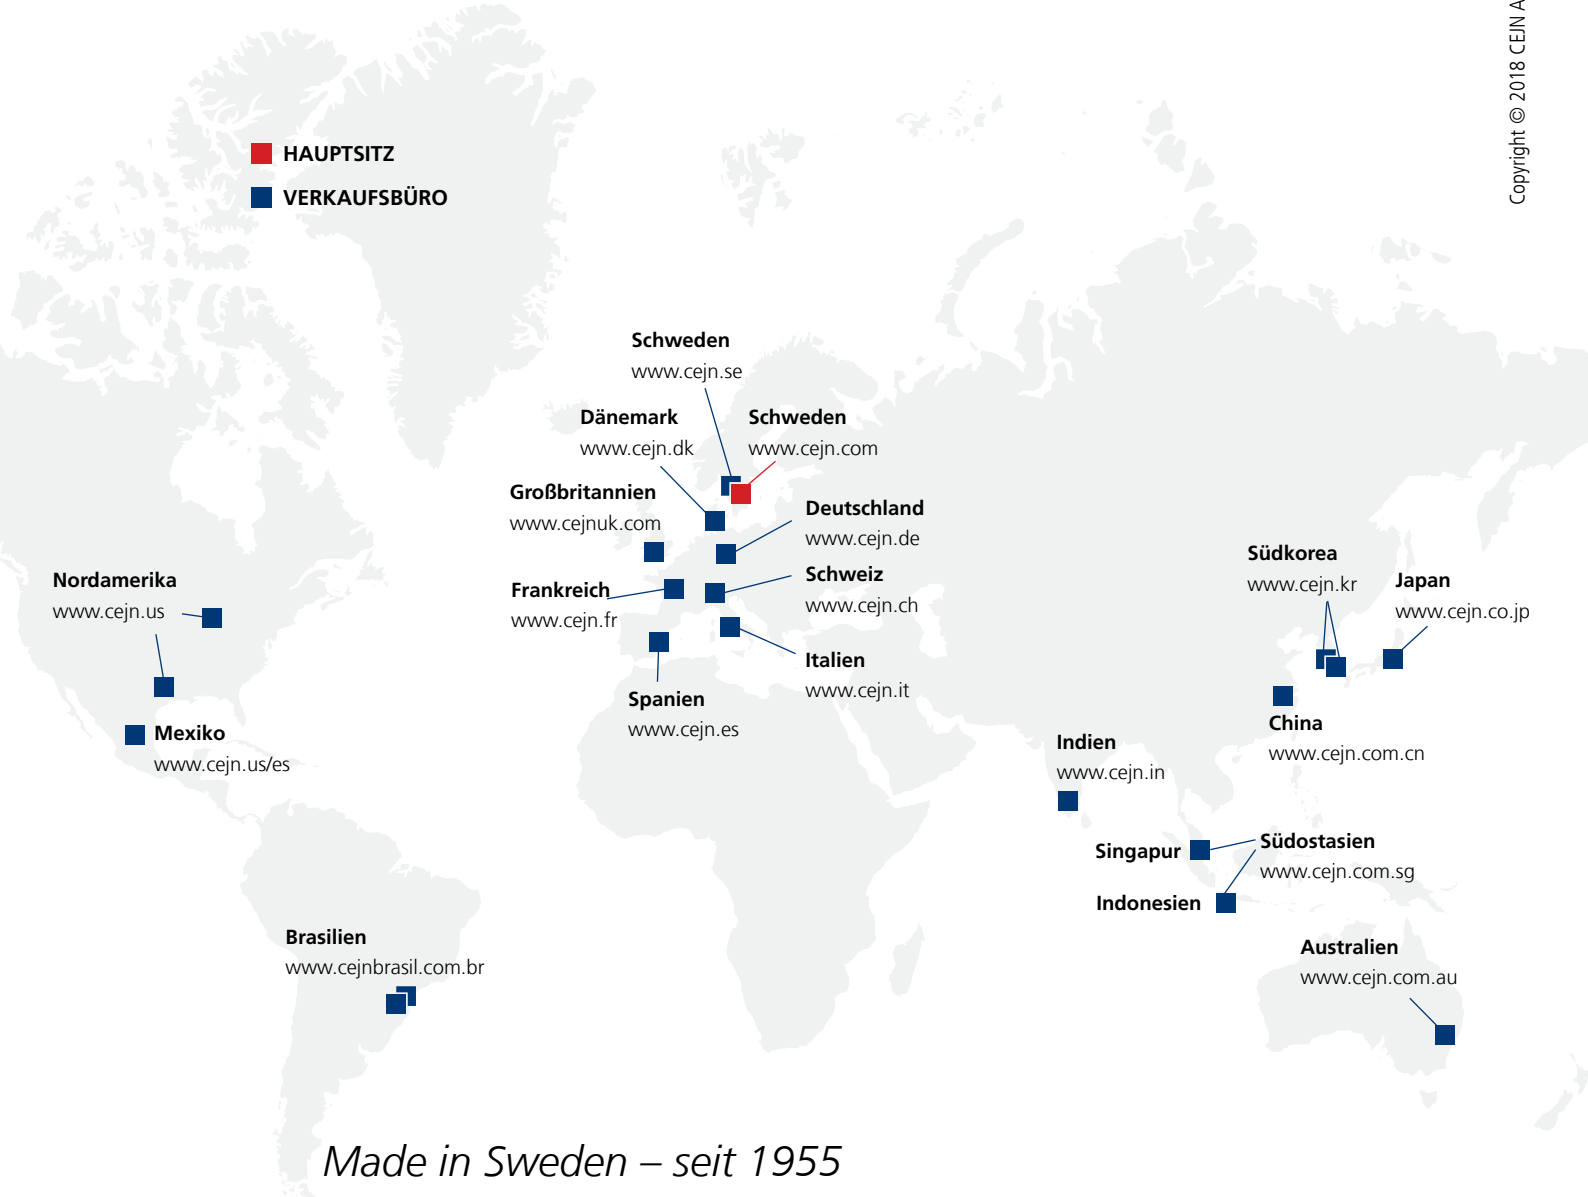 Copyright © 2018 CEJN A
HAUPTSITZ
VERKAUFSBÜRO
Schweden
www.cejn.se
Dänemark
www.cejn.dk
Schweden
www.cejn.com
Großbritannien
www.cejnuk.com
Deutschland
www.cejn.de
Frankreich
www.cejn.fr
Schweiz
www.cejn.ch
Italien
www.cejn.it
Spanien
www.cejn.es
Nordamerika
www.cejn.us
Mexiko
www.cejn.us/es
Brasilien
www.cejnbrasil.com.br
Südkorea
www.cejn.kr
Japan
www.cejn.co.jp
China
www.cejn.com.cn
Indien
www.cejn.in
Singapur
Südostasien
www.cejn.com.sg
Indonesien
Australien
www.cejn.com.au
Made in Sweden – seit 1955